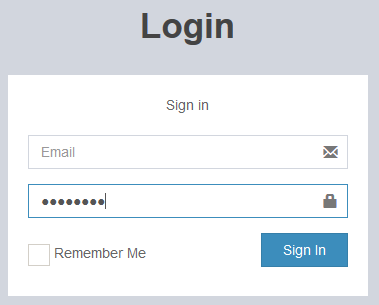 Login
Sign in
Email
••••••••
Remember Me
Sign In